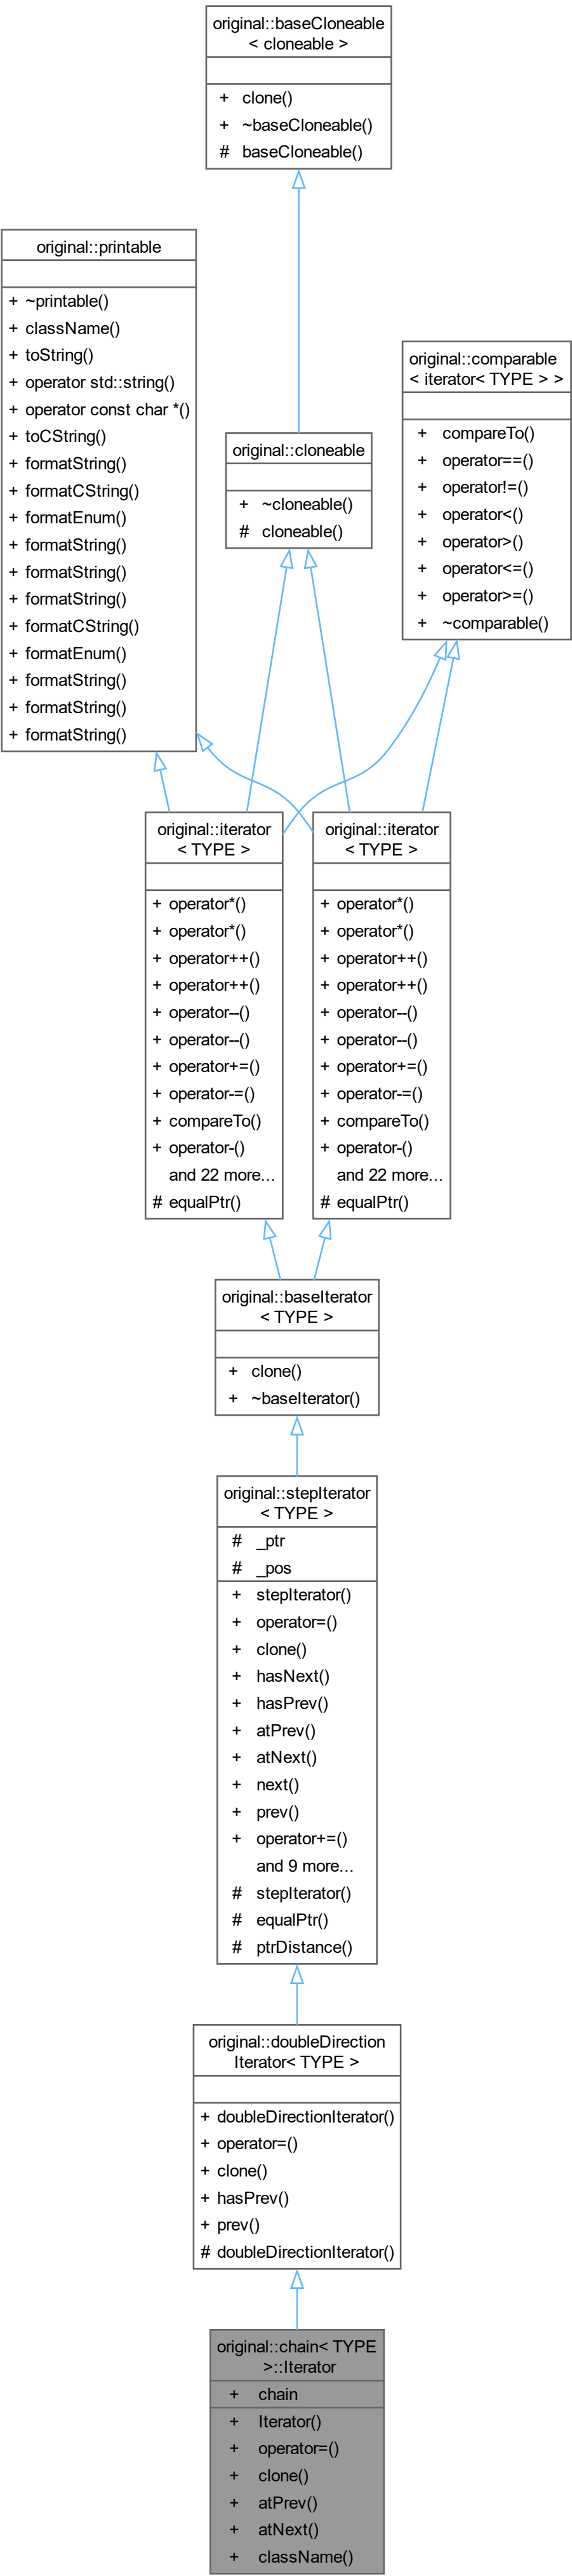 original::baseCloneable
< cloneable >
+ clone()
+ ~baseCloneable()
# baseCloneable()
original::printable
+ ~printable()
+ className()
+ toString()
+ operator std::string()
+ operator const char *()
+ toCString()
+ formatString()
+ formatCString()
+ formatEnum()
+ formatString()
+ formatString()
+ formatString()
+ formatCString()
+ formatEnum()
+ formatString()
+ formatString()
+ formatString()
original::comparable
< iterator< TYPE > >
+ compareTo()
+ operator==()
+ operator!=()
+ operator<()
+ operator>()
+ operator<=()
+ operator>=()
+ ~comparable()
original::cloneable
+ ~cloneable()
# cloneable()
original::iterator
< TYPE >
+ operator*()
+ operator*()
+ operator++()
+ operator++()
+ operator--()
+ operator--()
+ operator+=()
+ operator-=()
+ compareTo()
+ operator-()
and 22 more...
# equalPtr()
original::iterator
< TYPE >
+ operator*()
+ operator*()
+ operator++()
+ operator++()
+ operator--()
+ operator--()
+ operator+=()
+ operator-=()
+ compareTo()
+ operator-()
and 22 more...
# equalPtr()
original::baseIterator
< TYPE >
+ clone()
+ ~baseIterator()
original::stepIterator
< TYPE >
# _ptr
# _pos
+ stepIterator()
+ operator=()
+ clone()
+ hasNext()
+ hasPrev()
+ atPrev()
+ atNext()
+ next()
+ prev()
+ operator+=()
and 9 more...
# stepIterator()
# equalPtr()
# ptrDistance()
original::doubleDirection
Iterator< TYPE >
+ doubleDirectionIterator()
+ operator=()
+ clone()
+ hasPrev()
+ prev()
# doubleDirectionIterator()
original::chain< TYPE
>::Iterator
+ chain
+ Iterator()
+ operator=()
+ clone()
+ atPrev()
+ atNext()
+ className()